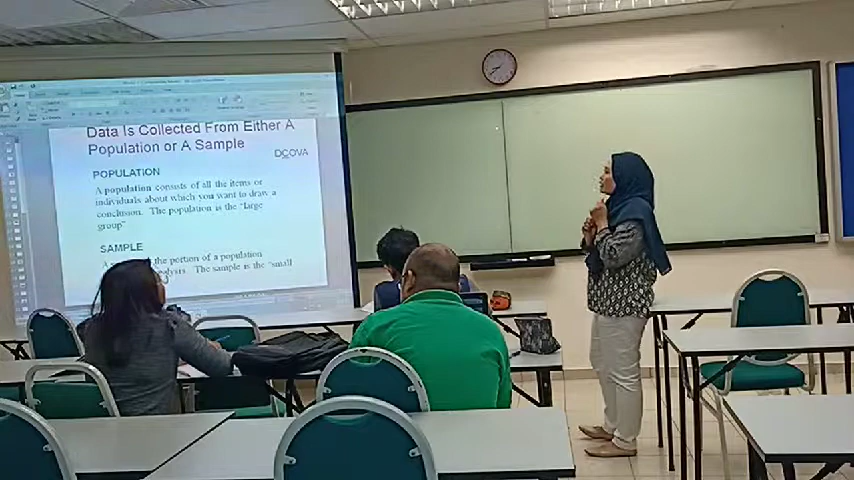 Data Is Collected From Either A
Population or A Sample
DCOVA
POPULATION
A population consists of all the items or
individuals about which you want to draw a
conclusion. The population is the "large
group"
SAMPLE
the portion of a population
analysis. The sample is the "small